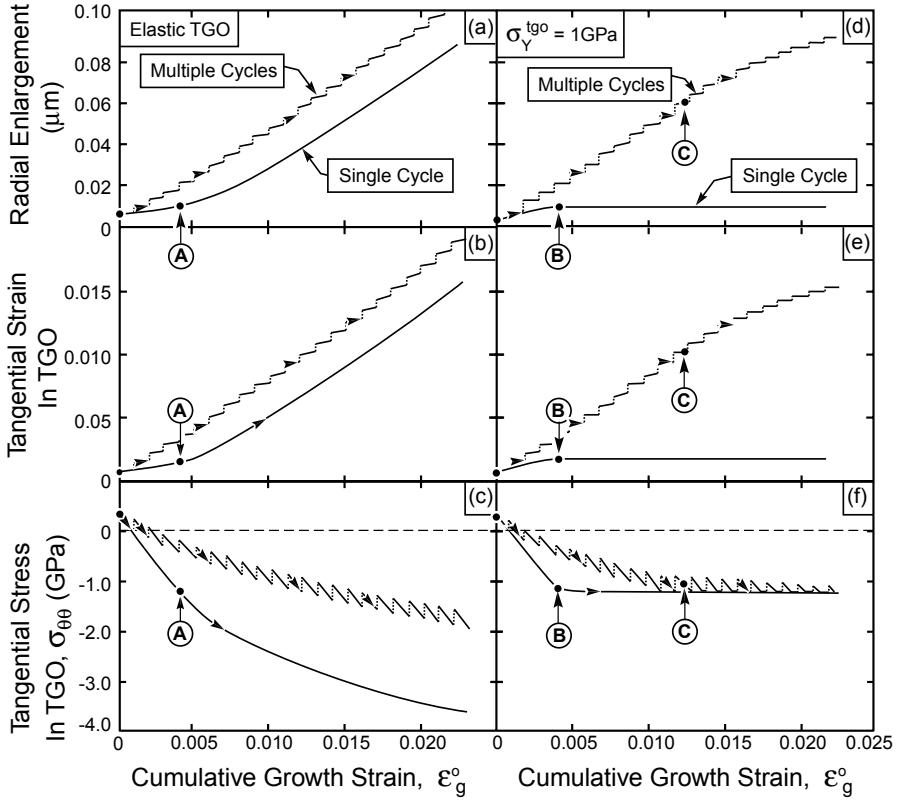 Radial Enlargement
(μm)
0.10
0.08
0.06
0.04
0.02
0
Elastic TGO
(a)
Multiple Cycles
Single Cycle
A
σ_Y^tgo = 1GPa
(d)
Multiple Cycles
C
Single Cycle
B
Tangential Strain
In TGO
0.015
0.010
0.005
0
(b)
A
(e)
B
C
Tangential Stress
In TGO, σθθ (GPa)
0
-1.0
-2.0
-3.0
-4.0
(c)
A
(f)
B
C
0 0.005 0.010 0.015 0.020
0 0.005 0.010 0.015 0.020 0.025
Cumulative Growth Strain, ε_g^o
Cumulative Growth Strain, ε_g^o